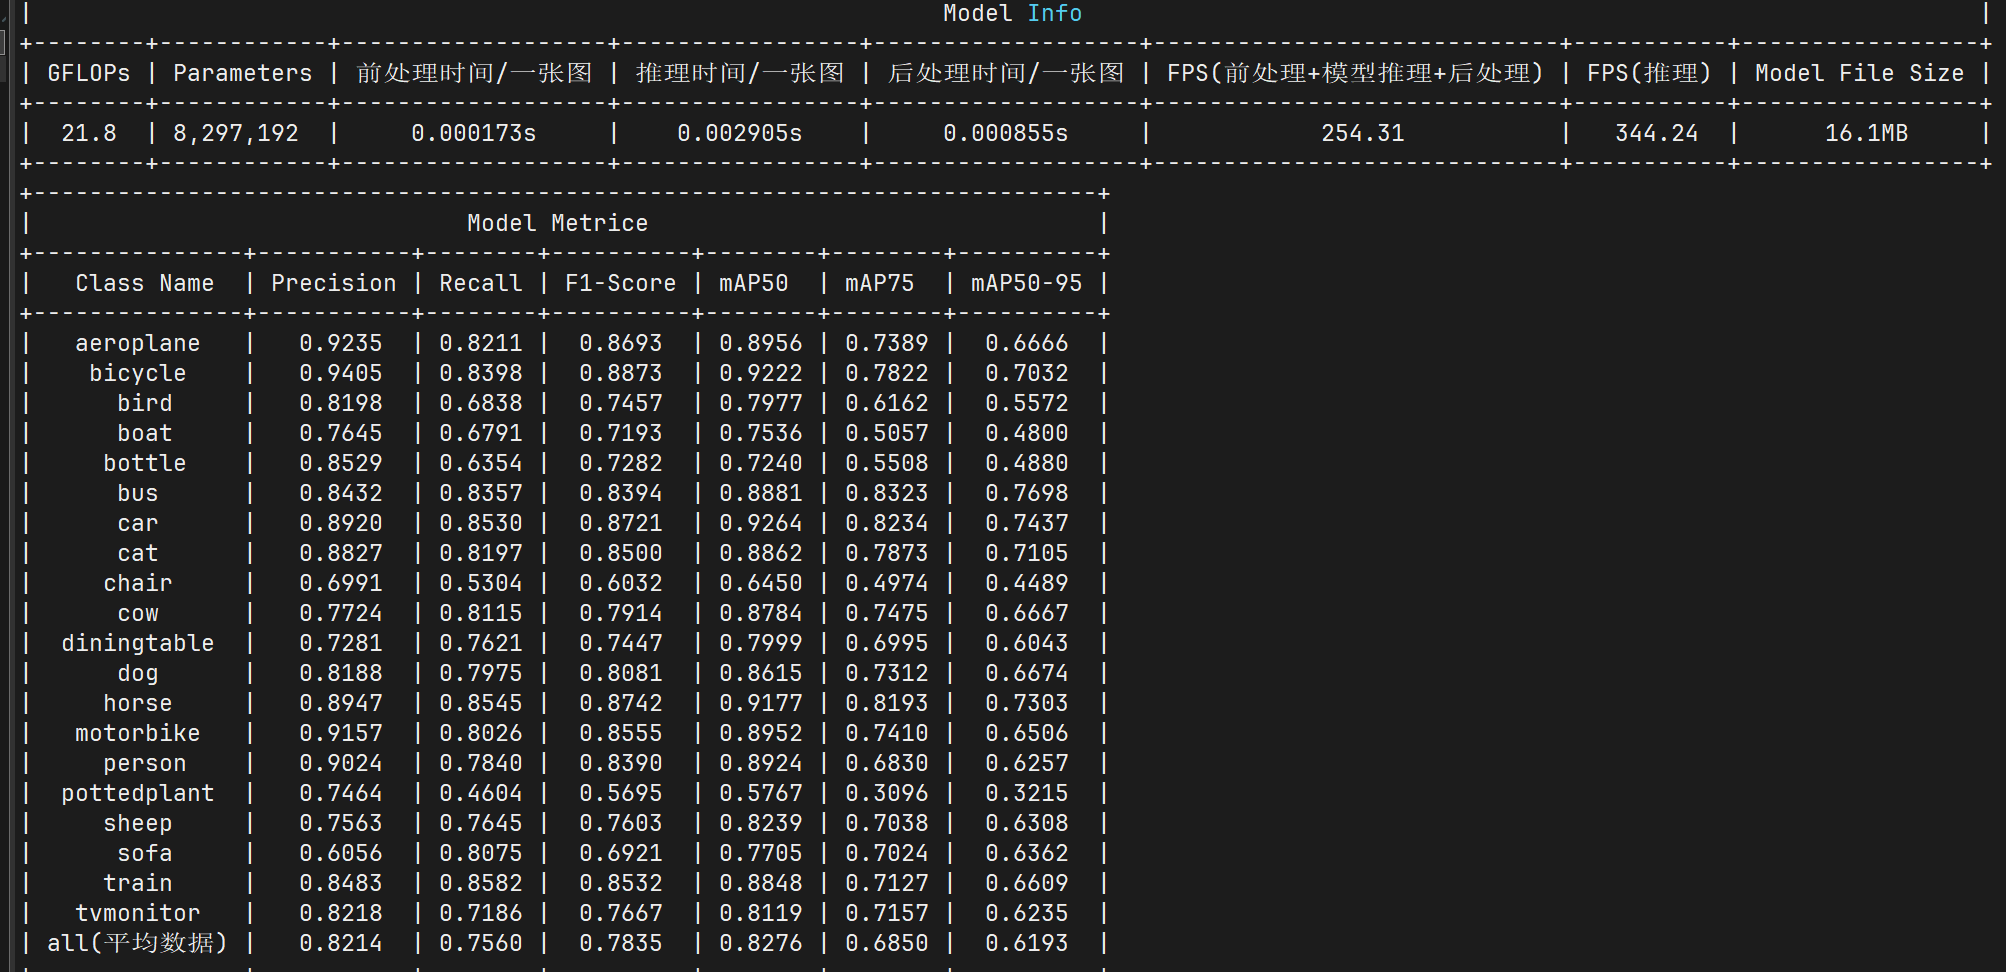 | Model Info |
+--------+------------+-------------------+-----------------+-------------------+-----------------------------+-----------+-----------------+
| GFLOPs | Parameters | 前处理时间/一张图 | 推理时间/一张图 | 后处理时间/一张图 | FPS(前处理+模型推理+后处理) | FPS(推理) | Model File Size |
+--------+------------+-------------------+-----------------+-------------------+-----------------------------+-----------+-----------------+
| 21.8 | 8,297,192 | 0.000173s | 0.002905s | 0.000855s | 254.31 | 344.24 | 16.1MB |
+--------+------------+-------------------+-----------------+-------------------+-----------------------------+-----------+-----------------+
+----------------------------------------------------------------------------+
| Model Metrice |
+---------------+-----------+--------+----------+--------+--------+----------+
| Class Name | Precision | Recall | F1-Score | mAP50 | mAP75 | mAP50-95 |
+---------------+-----------+--------+----------+--------+--------+----------+
| aeroplane | 0.9235 | 0.8211 | 0.8693 | 0.8956 | 0.7389 | 0.6666 |
| bicycle | 0.9405 | 0.8398 | 0.8873 | 0.9222 | 0.7822 | 0.7032 |
| bird | 0.8198 | 0.6838 | 0.7457 | 0.7977 | 0.6162 | 0.5572 |
| boat | 0.7645 | 0.6791 | 0.7193 | 0.7536 | 0.5057 | 0.4800 |
| bottle | 0.8529 | 0.6354 | 0.7282 | 0.7240 | 0.5508 | 0.4880 |
| bus | 0.8432 | 0.8357 | 0.8394 | 0.8881 | 0.8323 | 0.7698 |
| car | 0.8920 | 0.8530 | 0.8721 | 0.9264 | 0.8234 | 0.7437 |
| cat | 0.8827 | 0.8197 | 0.8500 | 0.8862 | 0.7873 | 0.7105 |
| chair | 0.6991 | 0.5304 | 0.6032 | 0.6450 | 0.4974 | 0.4489 |
| cow | 0.7724 | 0.8115 | 0.7914 | 0.8784 | 0.7475 | 0.6667 |
| diningtable | 0.7281 | 0.7621 | 0.7447 | 0.7999 | 0.6995 | 0.6043 |
| dog | 0.8188 | 0.7975 | 0.8081 | 0.8615 | 0.7312 | 0.6674 |
| horse | 0.8947 | 0.8545 | 0.8742 | 0.9177 | 0.8193 | 0.7303 |
| motorbike | 0.9157 | 0.8026 | 0.8555 | 0.8952 | 0.7410 | 0.6506 |
| person | 0.9024 | 0.7840 | 0.8390 | 0.8924 | 0.6830 | 0.6257 |
| pottedplant | 0.7464 | 0.4604 | 0.5695 | 0.5767 | 0.3096 | 0.3215 |
| sheep | 0.7563 | 0.7645 | 0.7603 | 0.8239 | 0.7038 | 0.6308 |
| sofa | 0.6056 | 0.8075 | 0.6921 | 0.7705 | 0.7024 | 0.6362 |
| train | 0.8483 | 0.8582 | 0.8532 | 0.8848 | 0.7127 | 0.6609 |
| tvmonitor | 0.8218 | 0.7186 | 0.7667 | 0.8119 | 0.7157 | 0.6235 |
| all(平均数据) | 0.8214 | 0.7560 | 0.7835 | 0.8276 | 0.6850 | 0.6193 |